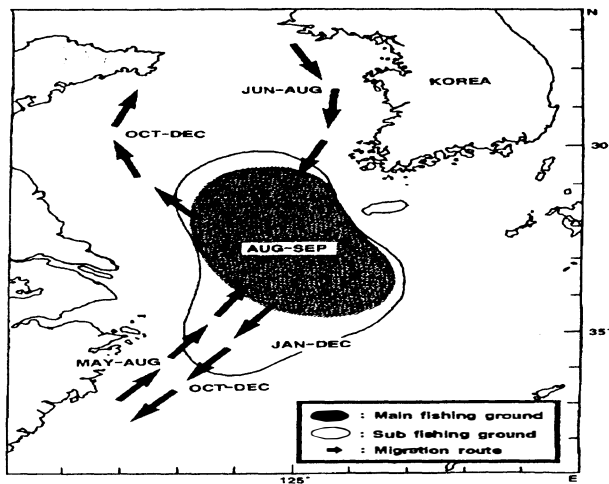 N
KOREA
JUN-AUG
OCT-DEC
30
AUG-SEP
35°
JAN-DEC
MAY-AUG
OCT-DEC
: Main fishing ground
: Sub fishing ground
: Migration route
125°
E